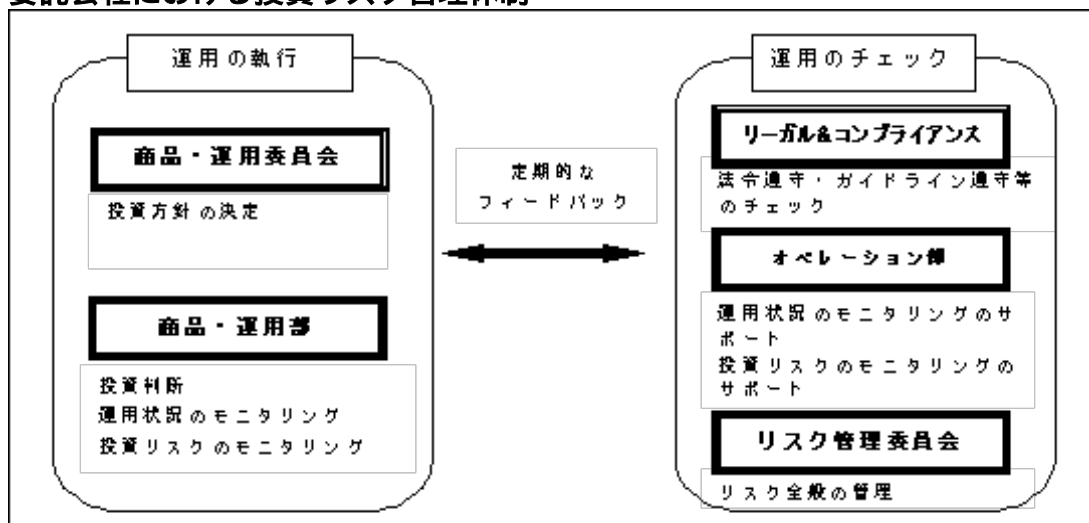 委託会社における投資リスク管理体制
運用の執行
商品・運用委員会
投資方針の決定
商品・運用部
投資判断
運用状況のモニタリング
投資リスクのモニタリング
定期的な
フィードバック
運用のチェック
リーガル&コンプライアンス
法令遵守・ガイドライン遵守等
のチェック
オペレーション部
運用状況のモニタリングのサ
ポート
投資リスクのモニタリングの
サポート
リスク管理委員会
リスク全般の管理